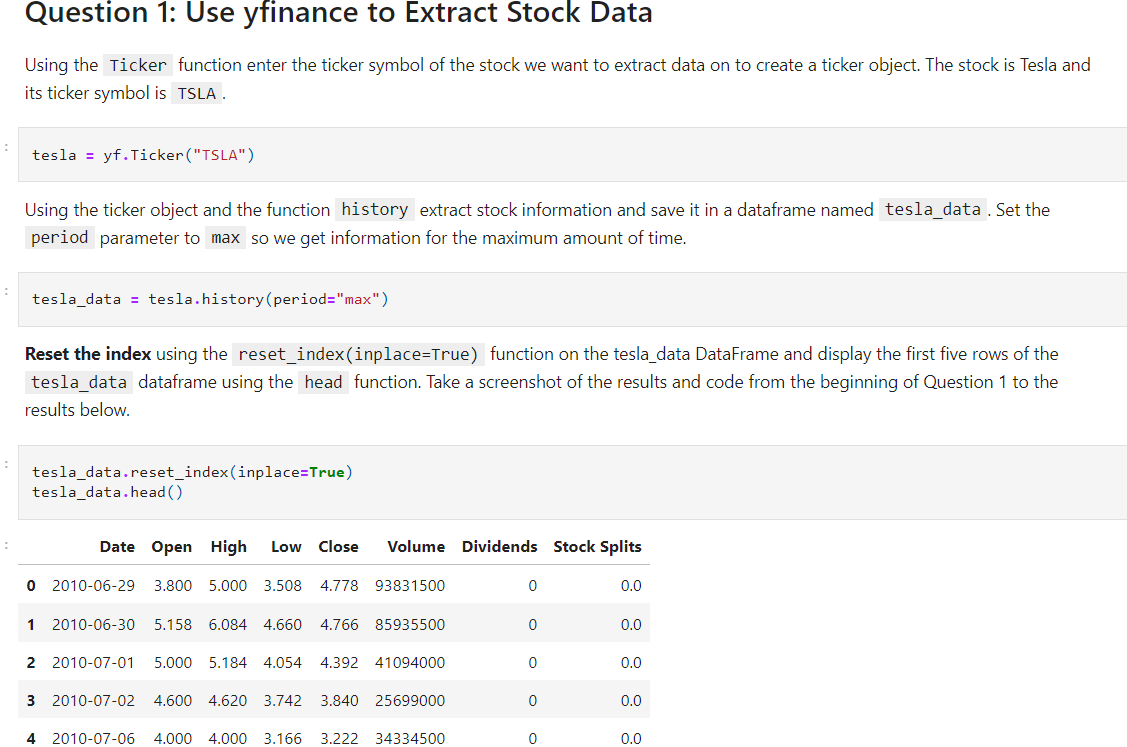 Question 1: Use yfinance to Extract Stock Data
Using the Ticker function enter the ticker symbol of the stock we want to extract data on to create a ticker object. The stock is Tesla and
its ticker symbol is TSLA .
:
tesla = yf.Ticker("TSLA")
Using the ticker object and the function history extract stock information and save it in a dataframe named tesla_data . Set the
period parameter to max so we get information for the maximum amount of time.
:
tesla_data = tesla.history(period="max")
Reset the index using the reset_index(inplace=True) function on the tesla_data DataFrame and display the first five rows of the
tesla_data dataframe using the head function. Take a screenshot of the results and code from the beginning of Question 1 to the
results below.
:
tesla_data.reset_index(inplace=True)
tesla_data.head()
:
Date Open High Low Close Volume Dividends Stock Splits
0 2010-06-29 3.800 5.000 3.508 4.778 93831500 0 0.0
1 2010-06-30 5.158 6.084 4.660 4.766 85935500 0 0.0
2 2010-07-01 5.000 5.184 4.054 4.392 41094000 0 0.0
3 2010-07-02 4.600 4.620 3.742 3.840 25699000 0 0.0
4 2010-07-06 4.000 4.000 3.166 3.222 34334500 0 0.0